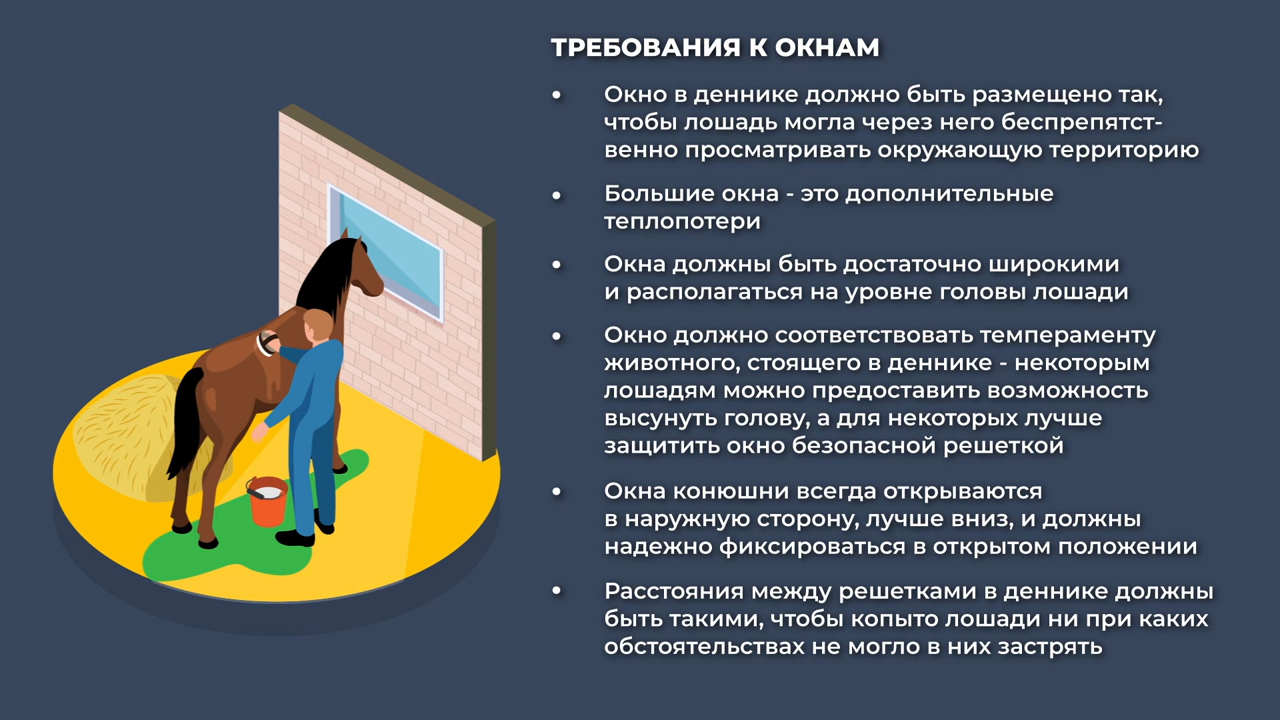 ТРЕБОВАНИЯ К ОКНАМ
• Окно в деннике должно быть размещено так,
чтобы лошадь могла через него беспрепятст-
венно просматривать окружающую территорию
• Большие окна - это дополнительные
теплопотери
• Окна должны быть достаточно широкими
и располагаться на уровне головы лошади
• Окно должно соответствовать темпераменту
животного, стоящего в деннике - некоторым
лошадям можно предоставить возможность
высунуть голову, а для некоторых лучше
защитить окно безопасной решеткой
• Окна конюшни всегда открываются
в наружную сторону, лучше вниз, и должны
надежно фиксироваться в открытом положении
• Расстояния между решетками в деннике должны
быть такими, чтобы копыто лошади ни при каких
обстоятельствах не могло в них застрять